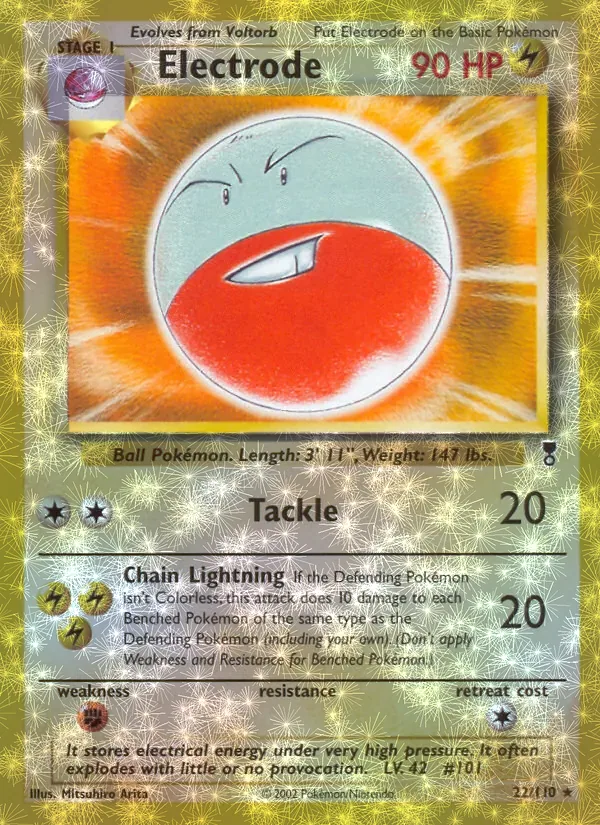 Evolves from Voltorb Put Electrode on the Basic Pokémon
STAGE 1
Electrode 90 HP
Ball Pokémon. Length: 3' 11", Weight: 147 lbs.
Tackle 20
Chain Lightning If the Defending Pokémon
isn't Colorless, this attack does 10 damage to each
Benched Pokémon of the same type as the
Defending Pokémon (including your own). (Don't apply
Weakness and Resistance for Benched Pokémon.)
20
weakness resistance retreat cost
It stores electrical energy under very high pressure. It often
explodes with little or no provocation. LV. 42 #101
Illus. Mitsuhiro Arita ©2002 Pokémon/Nintendo 22/110 ★